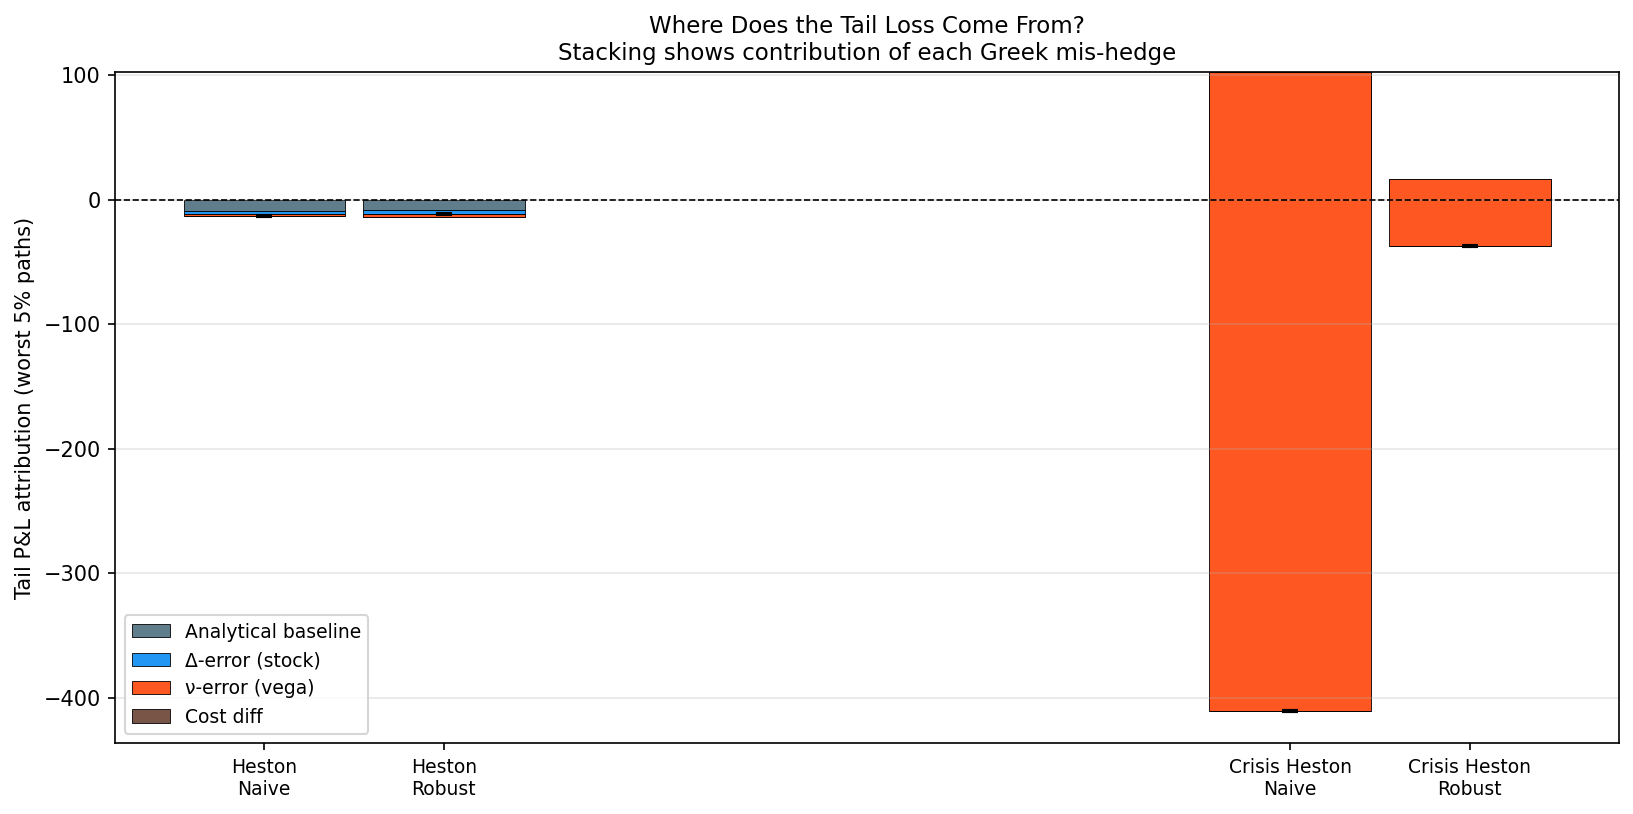 Where Does the Tail Loss Come From?
Stacking shows contribution of each Greek mis-hedge
Tail P&L attribution (worst 5% paths)
100
0
−100
−200
−300
−400
Analytical baseline
Δ-error (stock)
ν-error (vega)
Cost diff
Heston
Naive
Heston
Robust
Crisis Heston
Naive
Crisis Heston
Robust